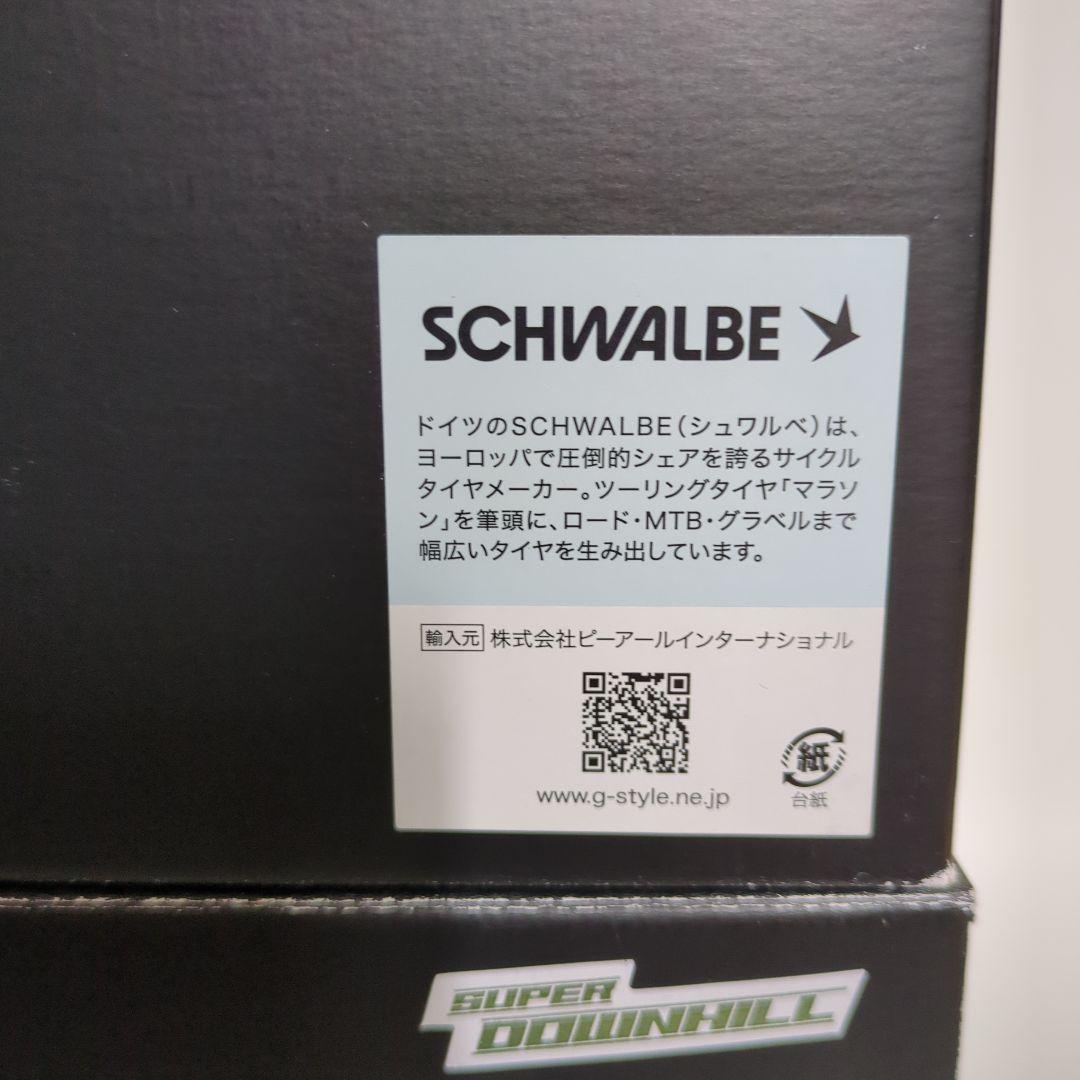 SCHWALBE
ドイツのSCHWALBE(シュワルベ)は、
ヨーロッパで圧倒的シェアを誇るサイクル
タイヤメーカー。ツーリングタイヤ「マラソ
ン」を筆頭に、ロード・MTB・グラベルまで
幅広いタイヤを生み出しています。
輸入元 株式会社ピーアールインターナショナル
www.g-style.ne.jp
紙
台紙
SUPER
DOWNHILL